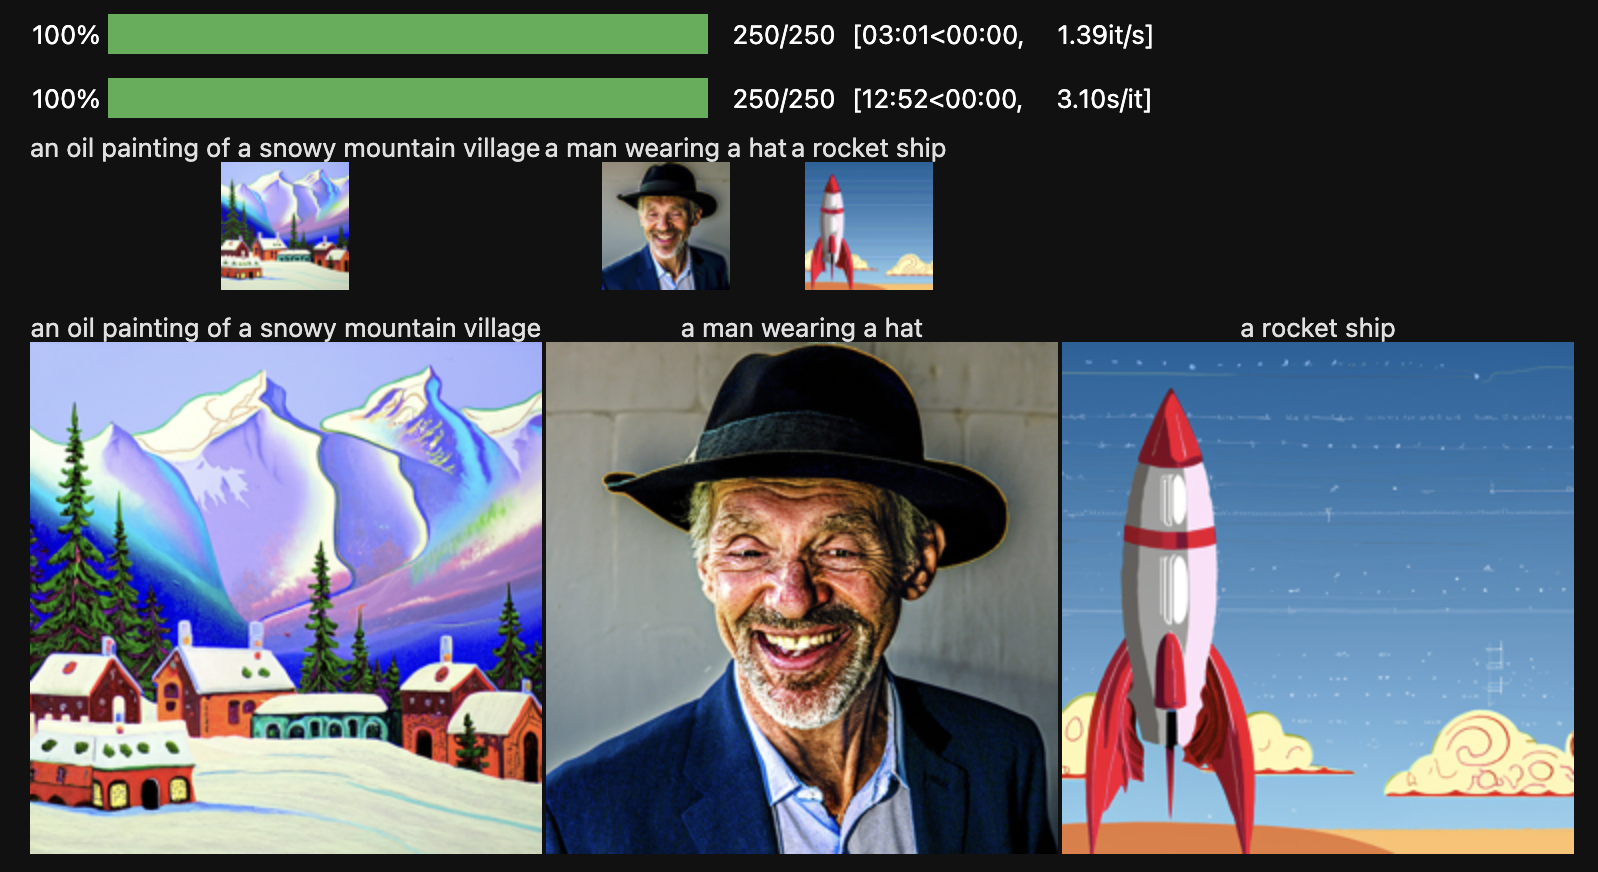 100% 250/250 [03:01<00:00, 1.39it/s]
100% 250/250 [12:52<00:00, 3.10s/it]
an oil painting of a snowy mountain village a man wearing a hat a rocket ship
an oil painting of a snowy mountain village a man wearing a hat a rocket ship